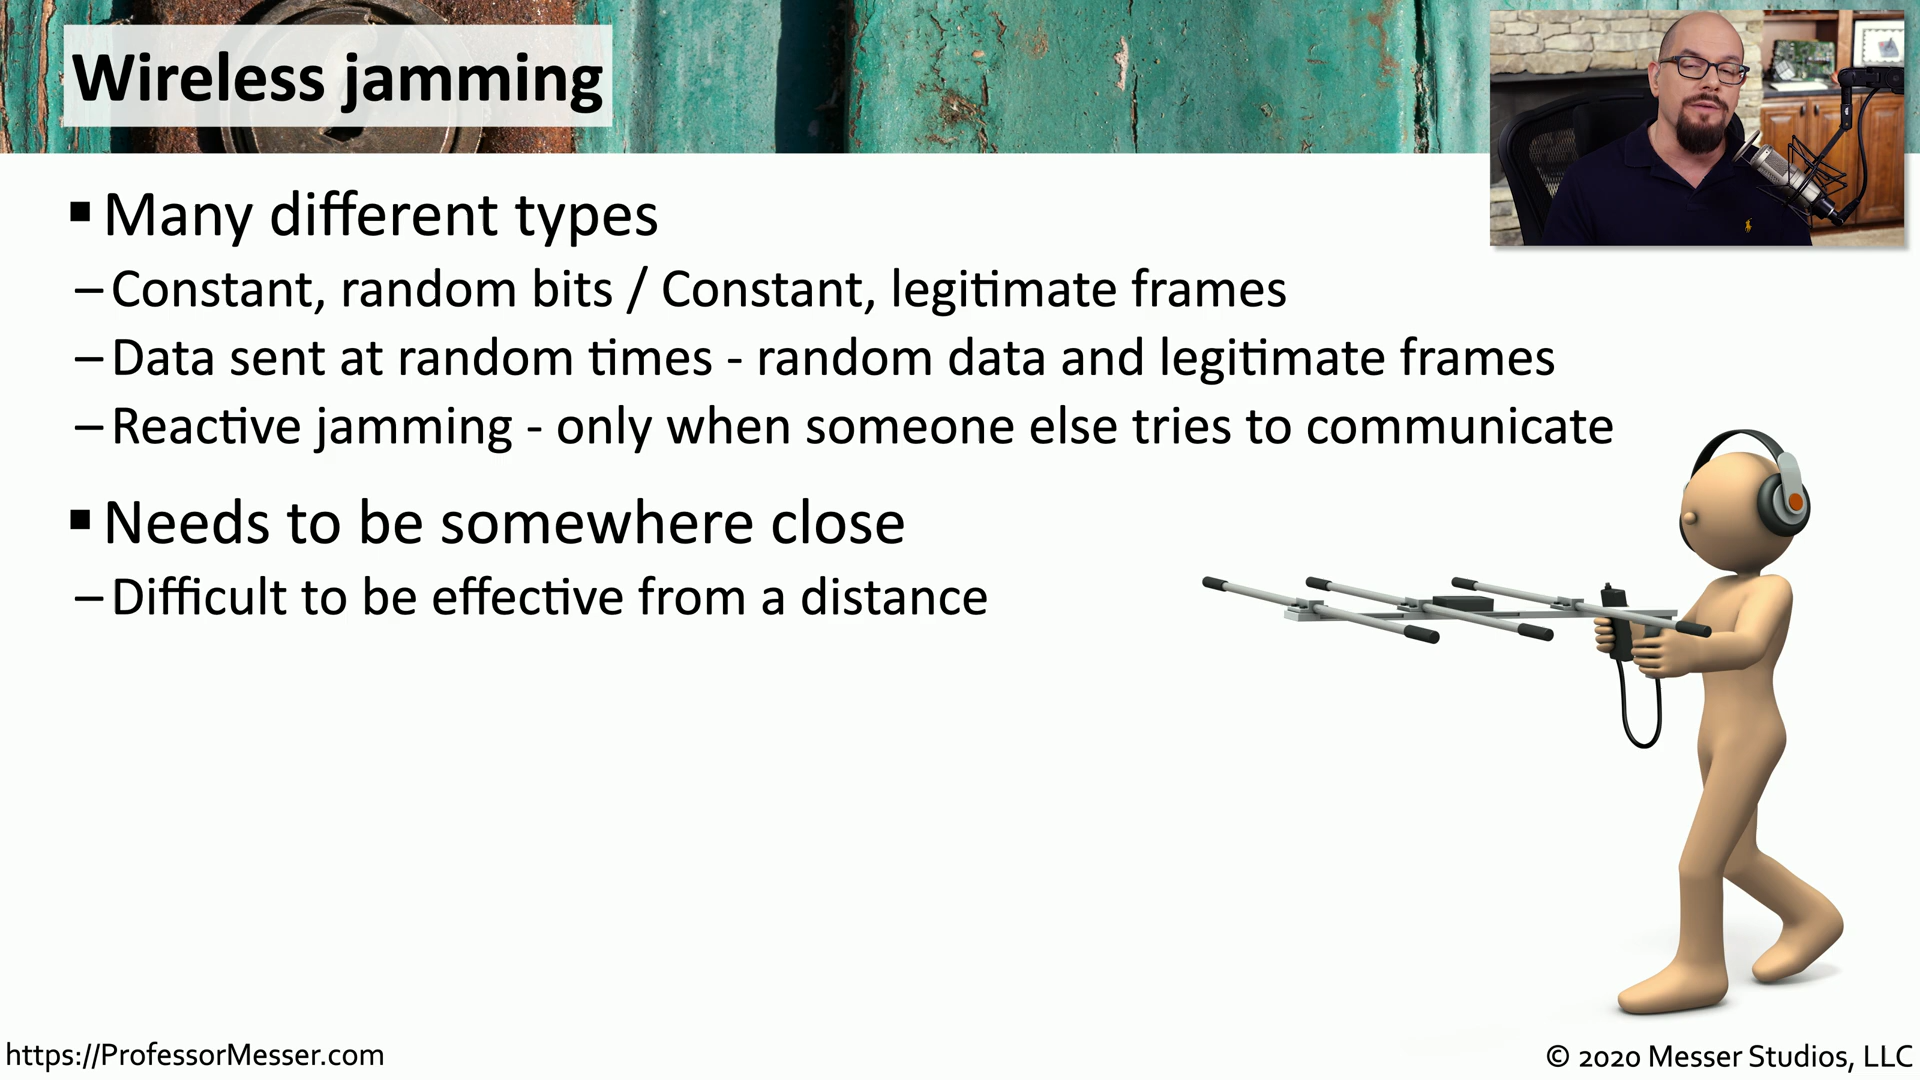 Wireless jamming
▪ Many different types
– Constant, random bits / Constant, legitimate frames
– Data sent at random times - random data and legitimate frames
– Reactive jamming - only when someone else tries to communicate
▪ Needs to be somewhere close
– Difficult to be effective from a distance
https://ProfessorMesser.com
© 2020 Messer Studios, LLC